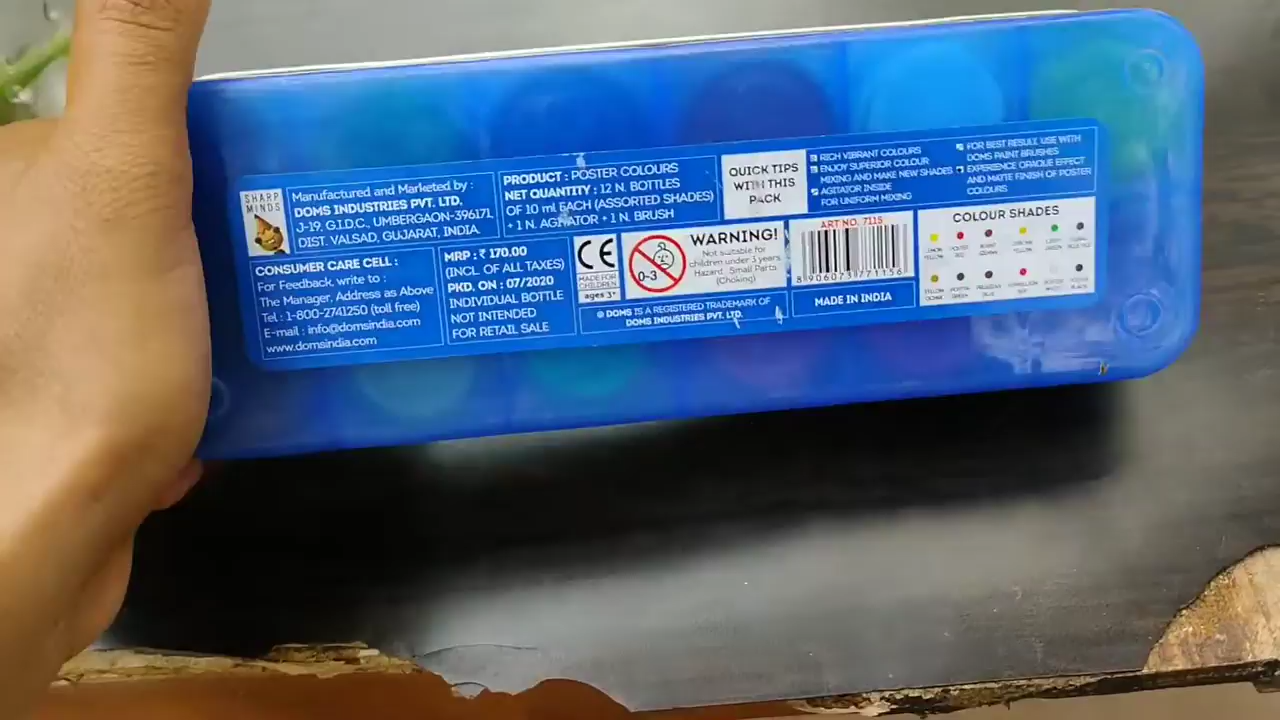 SHARP
MINDS
Manufactured and Marketed by :
DOMS INDUSTRIES PVT. LTD.
J-19, G.I.D.C., UMBERGAON-396171,
DIST. VALSAD, GUJARAT, INDIA.
CONSUMER CARE CELL :
For Feedback, write to :
The Manager, Address as Above
Tel : 1-800-2741250 (toll free)
E-mail : info@domsindia.com
www.domsindia.com
PRODUCT : POSTER COLOURS
NET QUANTITY : 12 N. BOTTLES
OF 10 ml EACH (ASSORTED SHADES)
+ 1 N. AGITATOR + 1 N. BRUSH
MRP : ₹ 170.00
(INCL. OF ALL TAXES)
PKD. ON : 07/2020
INDIVIDUAL BOTTLE
NOT INTENDED
FOR RETAIL SALE
CE
MADE FOR
CHILDREN
ages 3+
0-3
WARNING!
Not suitable for
children under 3 years
Hazard : Small Parts
(Choking)
® DOMS IS A REGISTERED TRADEMARK OF
DOMS INDUSTRIES PVT. LTD.
QUICK TIPS
WITH THIS
PACK
RICH VIBRANT COLOURS
ENJOY SUPERIOR COLOUR
MIXING AND MAKE NEW SHADES
AGITATOR INSIDE
FOR UNIFORM MIXING
FOR BEST RESULT, USE WITH
DOMS PAINT BRUSHES
EXPERIENCE OPAQUE EFFECT
AND MATTE FINISH OF POSTER
COLOURS
ART NO. 7115
8 906073 771156
MADE IN INDIA
COLOUR SHADES
LEMON
YELLOW